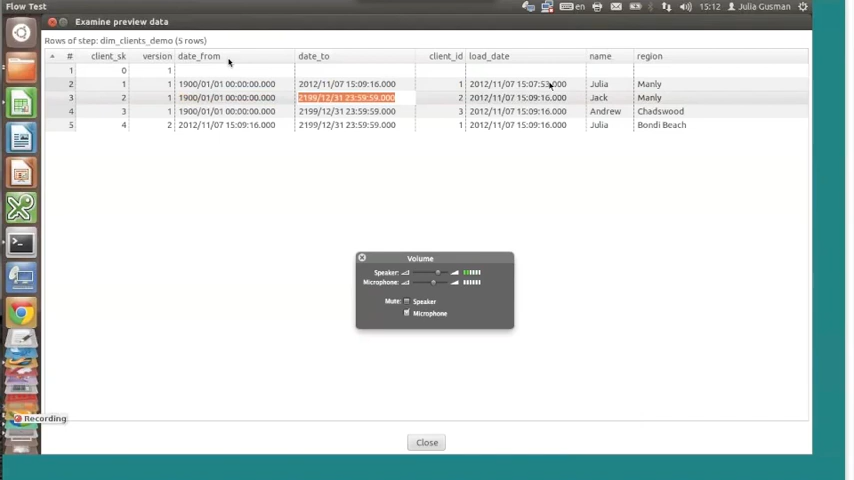 Flow Test
en
15:12
Julia Gusman
Examine preview data
Rows of step: dim_clients_demo (5 rows)
# client_sk version date_from date_to client_id load_date name region
1 0 1
2 1 1 1900/01/01 00:00:00.000 2012/11/07 15:09:16.000 1 2012/11/07 15:07:53.000 Julia Manly
3 2 1 1900/01/01 00:00:00.000 2199/12/31 23:59:59.000 2 2012/11/07 15:09:16.000 Jack Manly
4 3 1 1900/01/01 00:00:00.000 2199/12/31 23:59:59.000 3 2012/11/07 15:09:16.000 Andrew Chadswood
5 4 2 2012/11/07 15:09:16.000 2199/12/31 23:59:59.000 1 2012/11/07 15:09:16.000 Julia Bondi Beach
Volume
Speaker:
Microphone:
Mute: Speaker
Microphone
Recording
Close